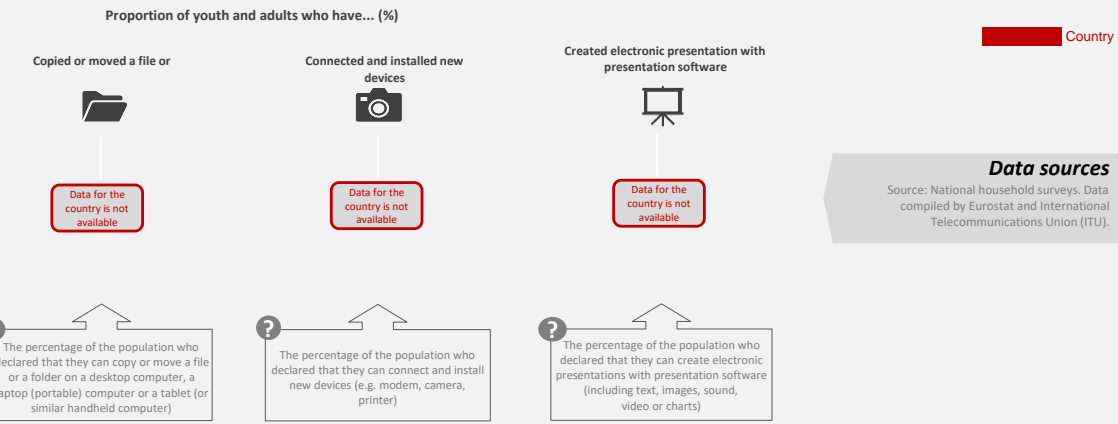 Proportion of youth and adults who have... (%)
Country
Copied or moved a file or
Connected and installed new
devices
Created electronic presentation with
presentation software
Data for the
country is not
available
Data for the
country is not
available
Data for the
country is not
available
Data sources
Source: National household surveys. Data
compiled by Eurostat and International
Telecommunications Union (ITU).
The percentage of the population who
declared that they can copy or move a file
or a folder on a desktop computer, a
laptop (portable) computer or a tablet (or
similar handheld computer)
?
The percentage of the population who
declared that they can connect and install
new devices (e.g. modem, camera,
printer)
?
The percentage of the population who
declared that they can create electronic
presentations with presentation software
(including text, images, sound,
video or charts)